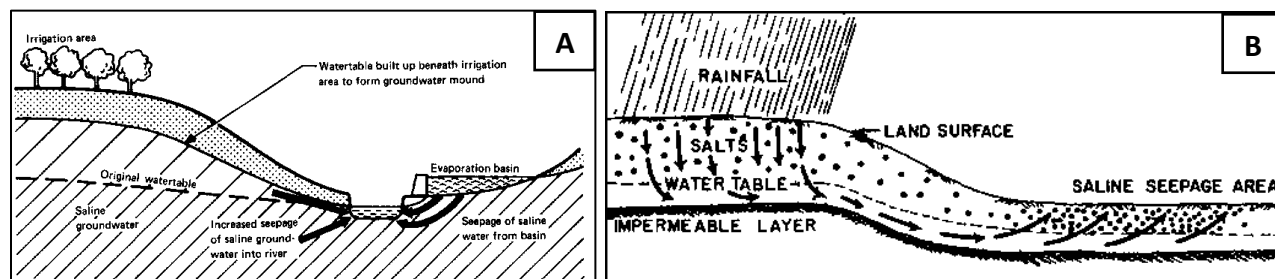 A
Irrigation area
Watertable built up beneath irrigation
area to form groundwater mound
Evaporation basin
Original watertable
Saline
groundwater
Increased seepage
of saline ground-
water into river
Seepage of saline
water from basin
B
RAINFALL
LAND SURFACE
SALTS
WATER TABLE
SALINE SEEPAGE AREA
IMPERMEABLE LAYER